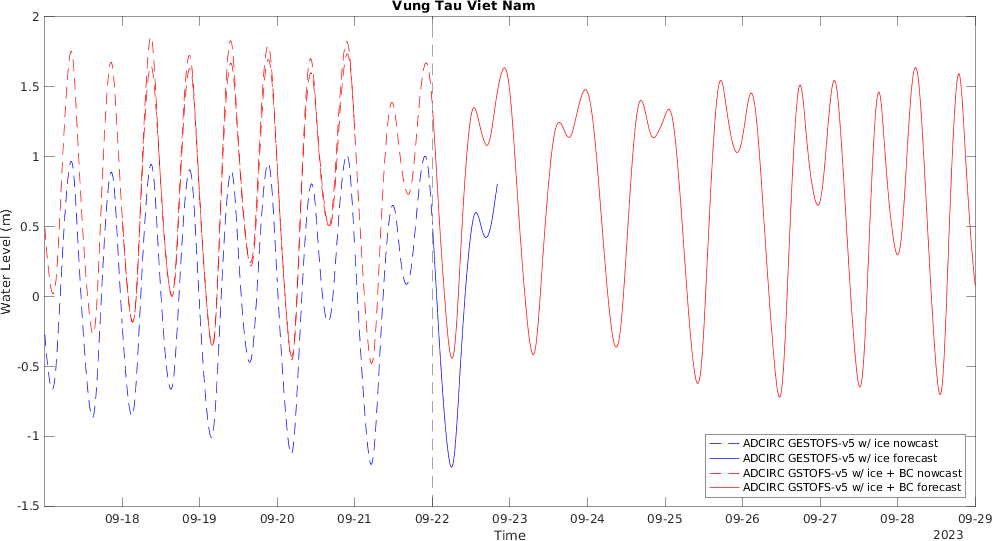 Vung Tau Viet Nam
2
1.5
1
0.5
0
-0.5
-1
-1.5
Water Level (m)
09-18 09-19 09-20 09-21 09-22 09-23 09-24 09-25 09-26 09-27 09-28 09-29
Time
2023
ADCIRC GESTOFS-v5 w/ ice nowcast
ADCIRC GESTOFS-v5 w/ ice forecast
ADCIRC GSTOFS-v5 w/ ice + BC nowcast
ADCIRC GSTOFS-v5 w/ ice + BC forecast